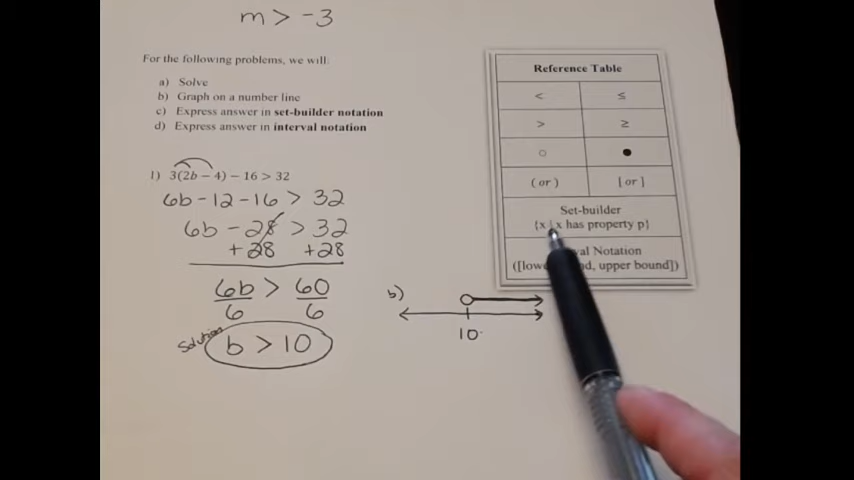 m > -3
For the following problems, we will:
a) Solve
b) Graph on a number line
c) Express answer in set-builder notation
d) Express answer in interval notation
Reference Table
< ≤
> ≥
○ ●
( or ) [ or ]
Set-builder
{x | x has property p}
Notation
([low nd, upper bound])
1) 3(2b – 4) – 16 > 32
6b - 12 - 16 > 32
6b - 28 > 32
+28 +28
6b > 60
6 6
Solution b > 10
b)
10